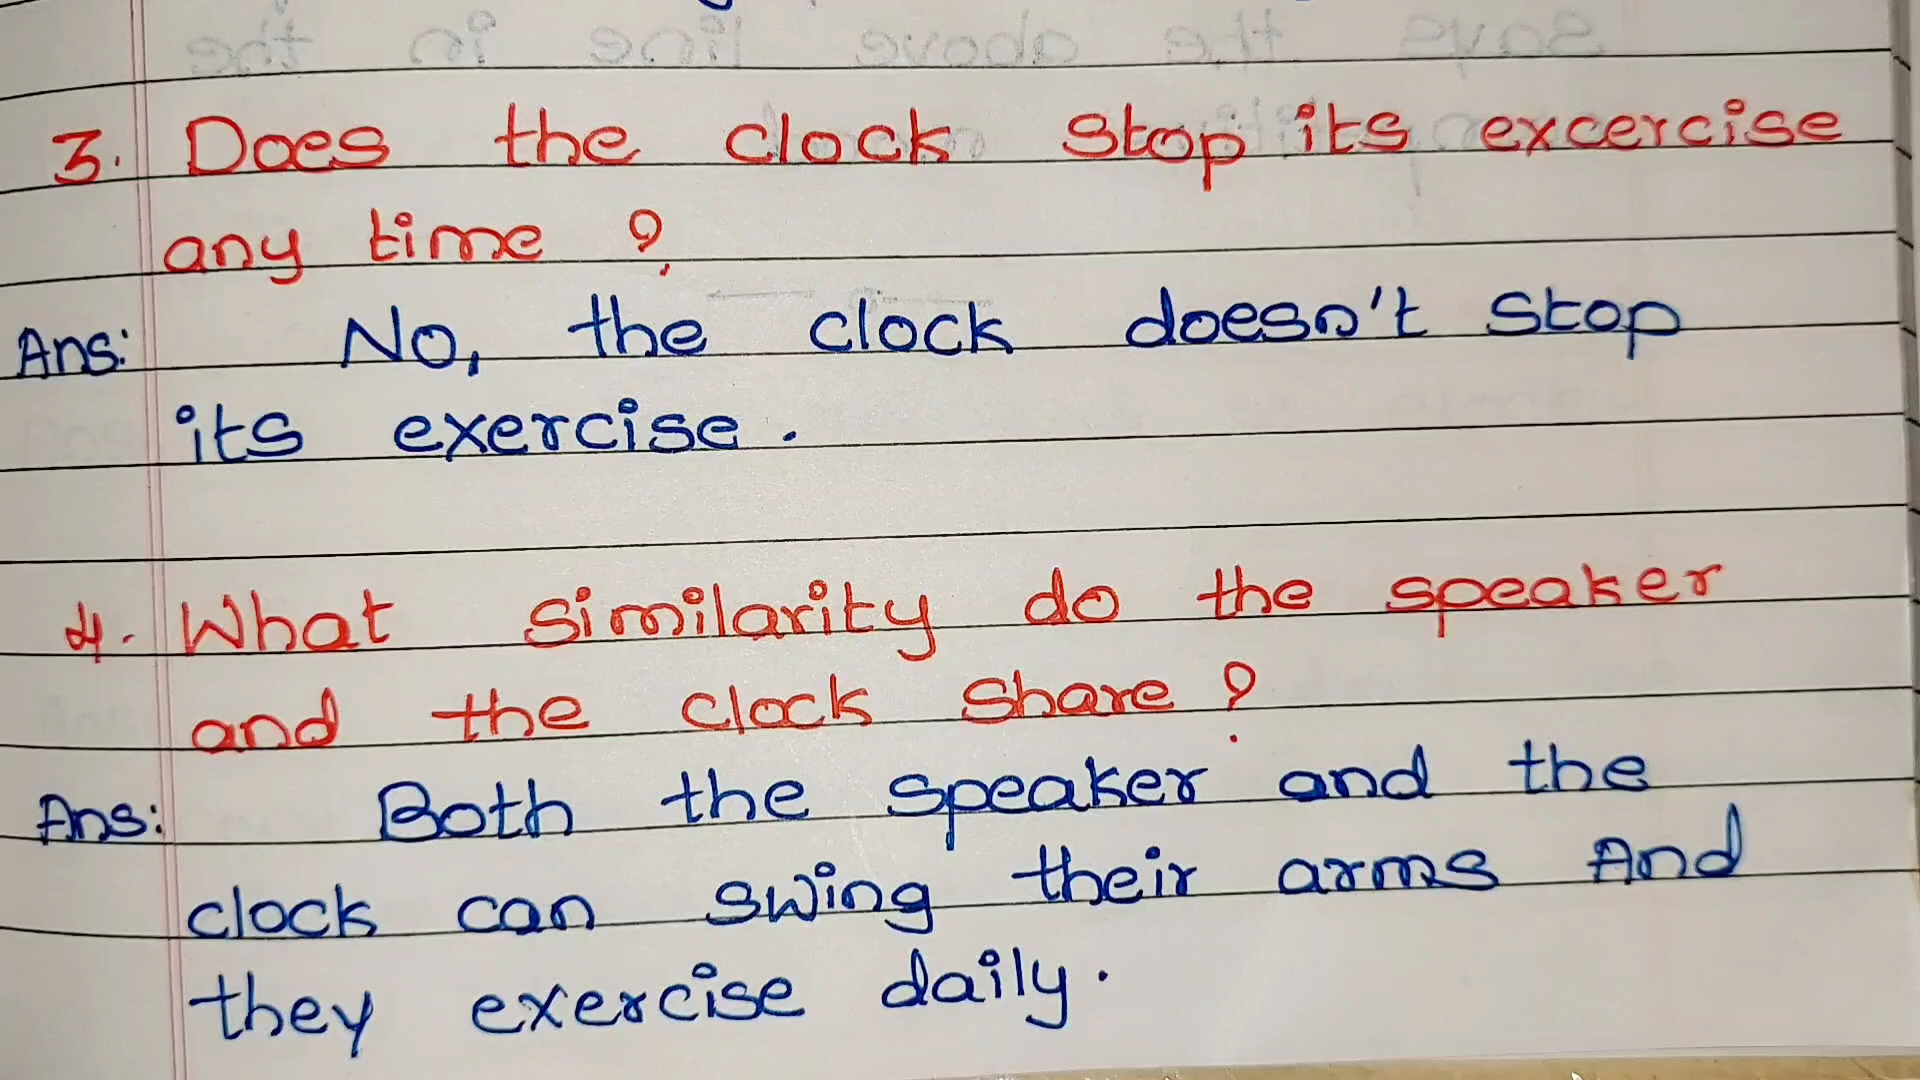 3. Does the clock stop its excercise
any time ?
Ans: No, the clock doesn't stop
its exercise.
4. What similarity do the speaker
and the clock share ?
Ans: Both the speaker and the
clock can swing their arms And
they exercise daily.